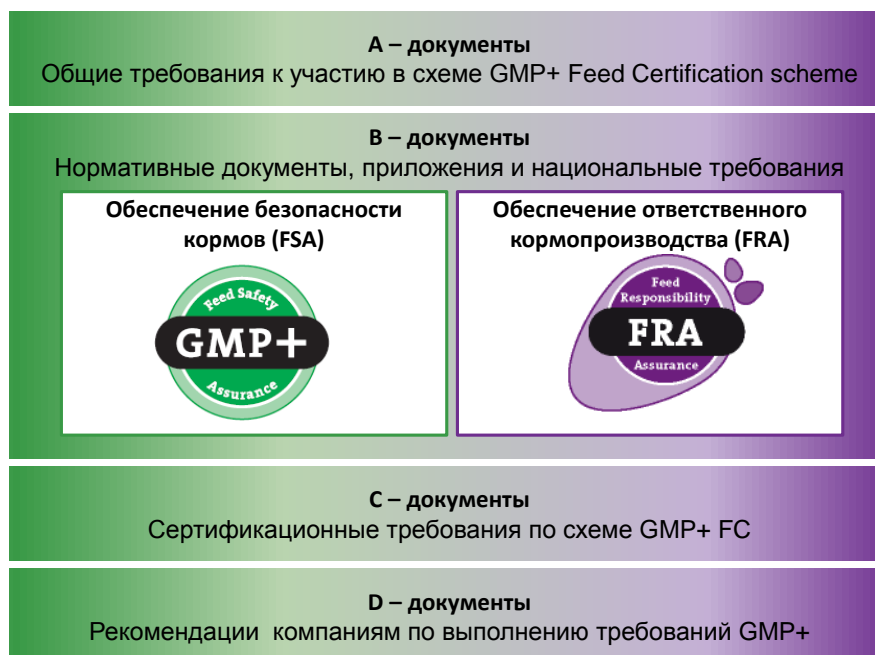 A – документы
Общие требования к участию в схеме GMP+ Feed Certification scheme
B – документы
Нормативные документы, приложения и национальные требования
Обеспечение безопасности
кормов (FSA)
Feed Safety
GMP+
Assurance
Обеспечение ответственного
кормопроизводства (FRA)
Feed
Responsibility
FRA
Assurance
C – документы
Сертификационные требования по схеме GMP+ FC
D – документы
Рекомендации  компаниям по выполнению требований GMP+